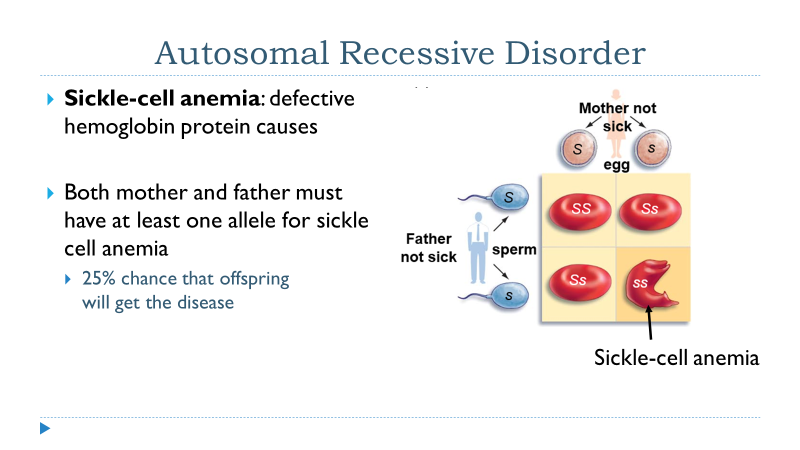 Autosomal Recessive Disorder
Sickle-cell anemia: defective
hemoglobin protein causes
Both mother and father must
have at least one allele for sickle
cell anemia
25% chance that offspring
will get the disease
Mother not
sick
S
s
egg
S
SS
Ss
Father
not sick
sperm
Ss
ss
s
Sickle-cell anemia